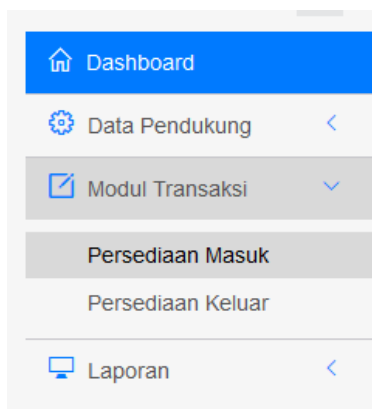 Dashboard
Data Pendukung
Modul Transaksi
Persediaan Masuk
Persediaan Keluar
Laporan